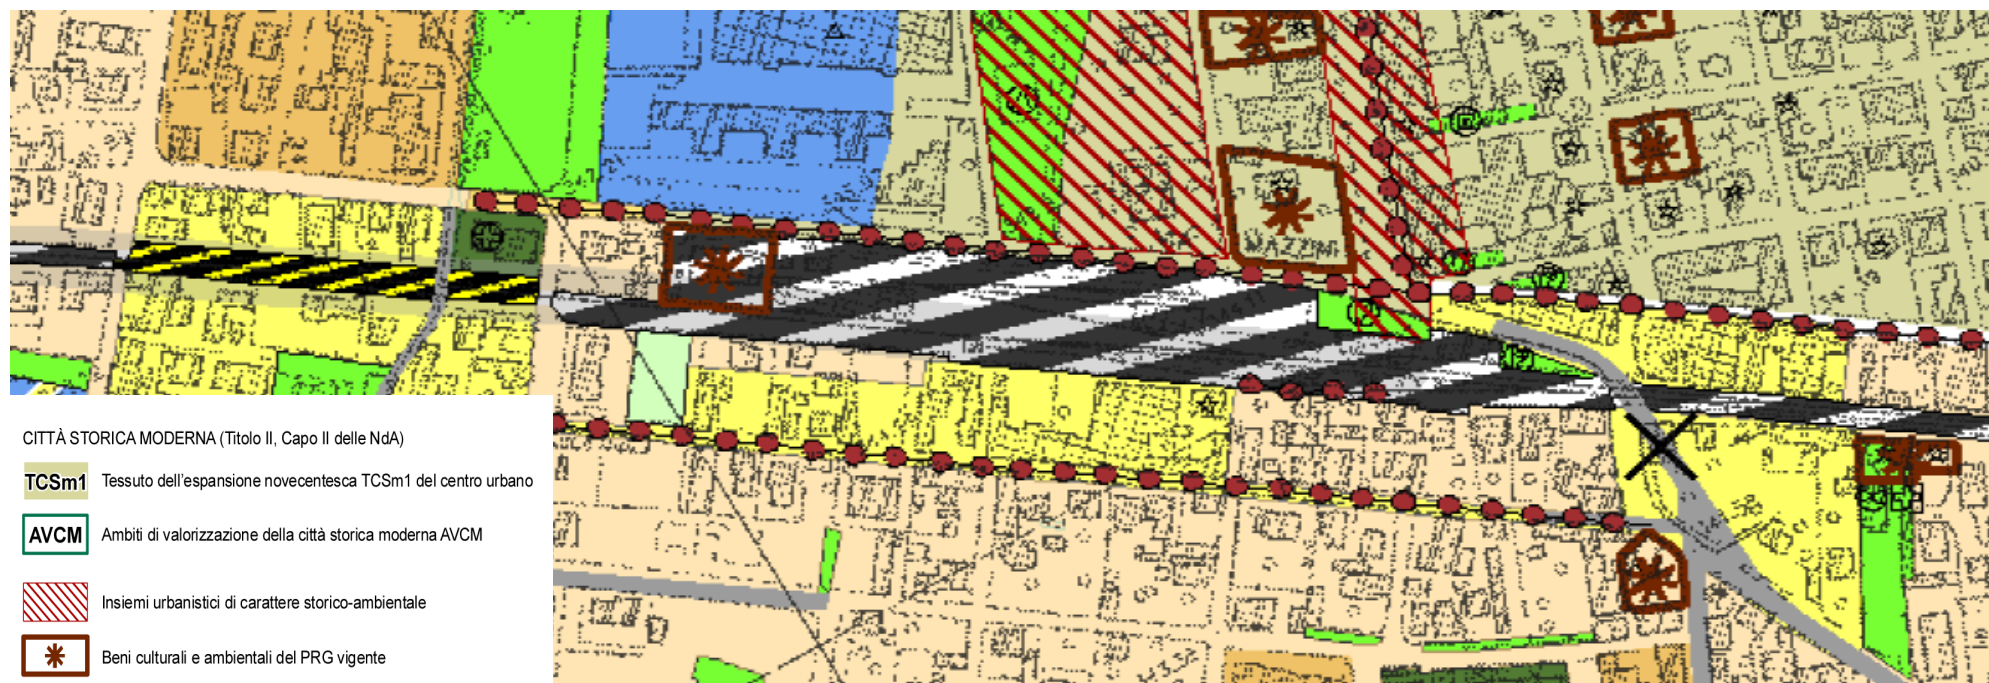 MAZZINI
CITTÀ STORICA MODERNA (Titolo II, Capo II delle NdA)
TCSm1 Tessuto dell'espansione novecentesca TCSm1 del centro urbano
AVCM Ambiti di valorizzazione della città storica moderna AVCM
Insiemi urbanistici di carattere storico-ambientale
Beni culturali e ambientali del PRG vigente